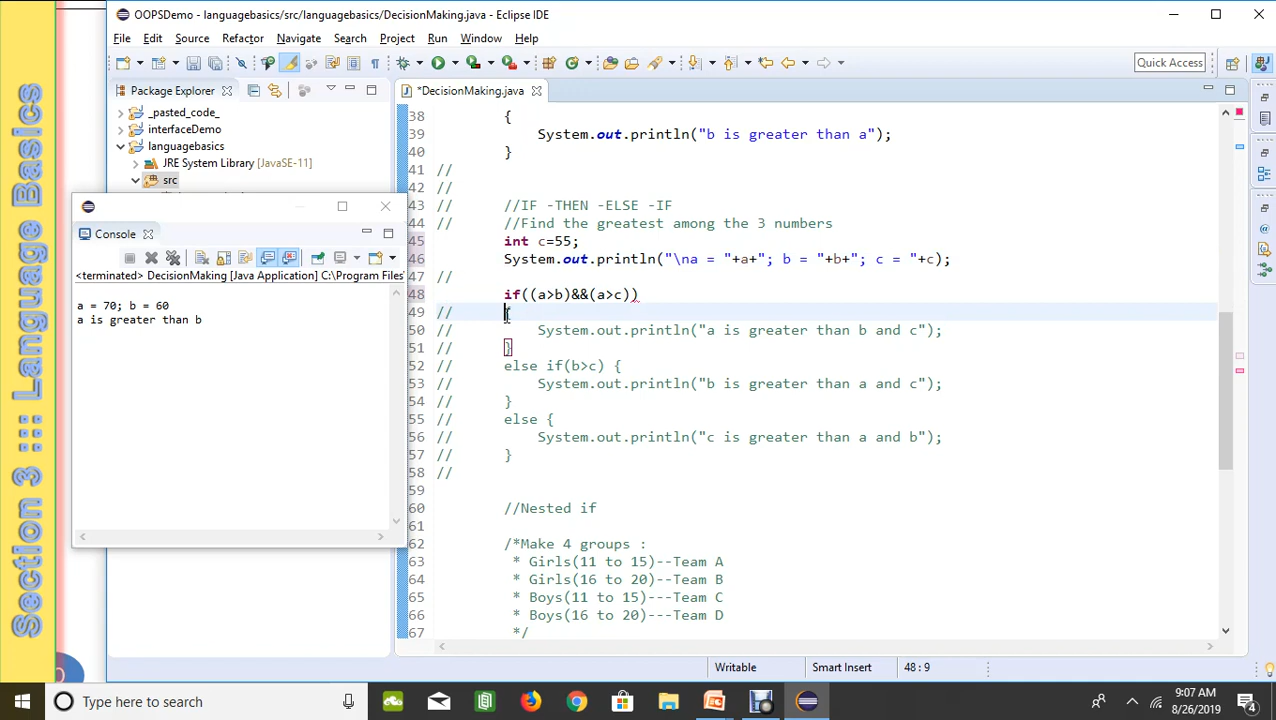 Section 3 :::: Language Basics
OOPSDemo - languagebasics/src/languagebasics/DecisionMaking.java - Eclipse IDE
File Edit Source Refactor Navigate Search Project Run Window Help
Quick Access
Package Explorer
_pasted_code_
interfaceDemo
languagebasics
JRE System Library [JavaSE-11]
src
Console
<terminated> DecisionMaking [Java Application] C:\Program Files'
a = 70; b = 60
a is greater than b
*DecisionMaking.java
38 {
39 System.out.println("b is greater than a");
40 }
41 //
42 //
43 //IF -THEN -ELSE -IF
44 //Find the greatest among the 3 numbers
45 int c=55;
46 System.out.println("\na = "+a+"; b = "+b+"; c = "+c);
47 //
48 if((a>b)&&(a>c))
49 // {
50 // System.out.println("a is greater than b and c");
51 // }
52 // else if(b>c) {
53 // System.out.println("b is greater than a and c");
54 // }
55 // else {
56 // System.out.println("c is greater than a and b");
57 // }
58 //
59
60 //Nested if
61
62 /*Make 4 groups :
63 * Girls(11 to 15)--Team A
64 * Girls(16 to 20)--Team B
65 * Boys(11 to 15)---Team C
66 * Boys(16 to 20)---Team D
67 */
Writable Smart Insert 48 : 9
Type here to search
9:07 AM
8/26/2019
4